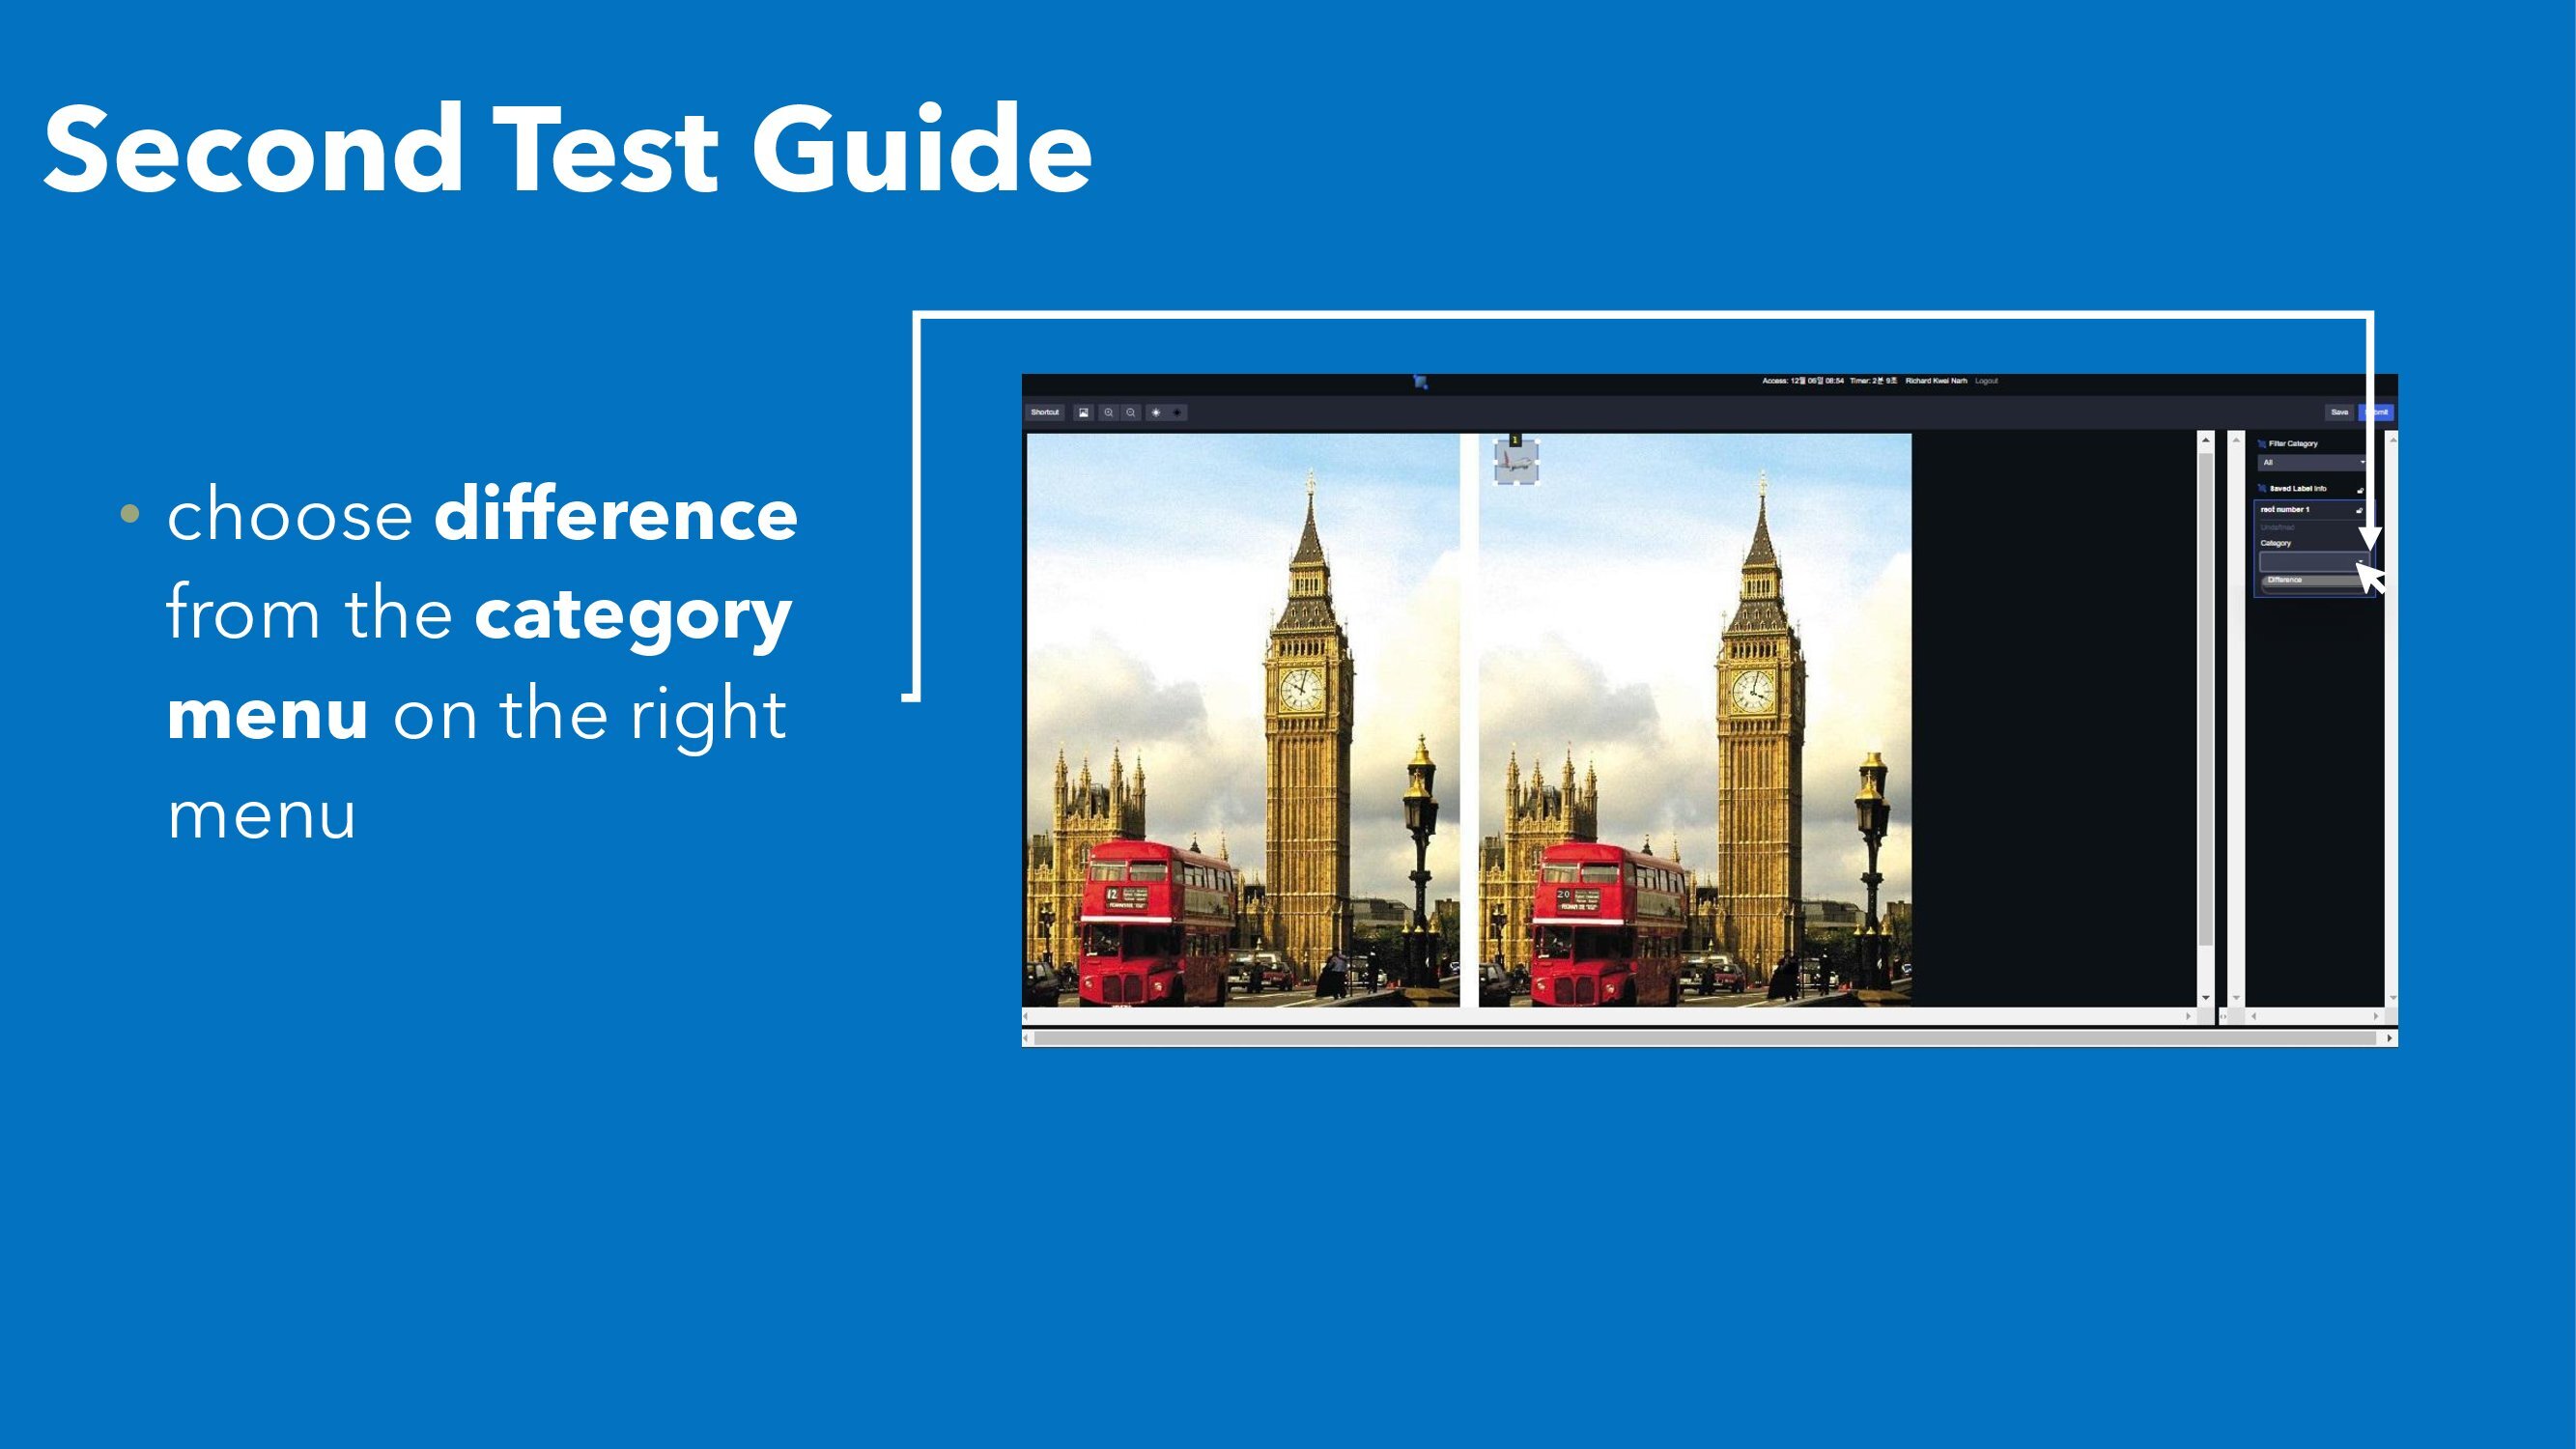 Second Test Guide
• choose difference
from the category
menu on the right
menu
Access: 12월 06일 08:54 Timer: 2분 9초 Richard Kwei Narh Logout
Shortcut
Save
1
Filter Category
All
Saved Label Info
rect number 1
Undefined
Category
Difference
12
20